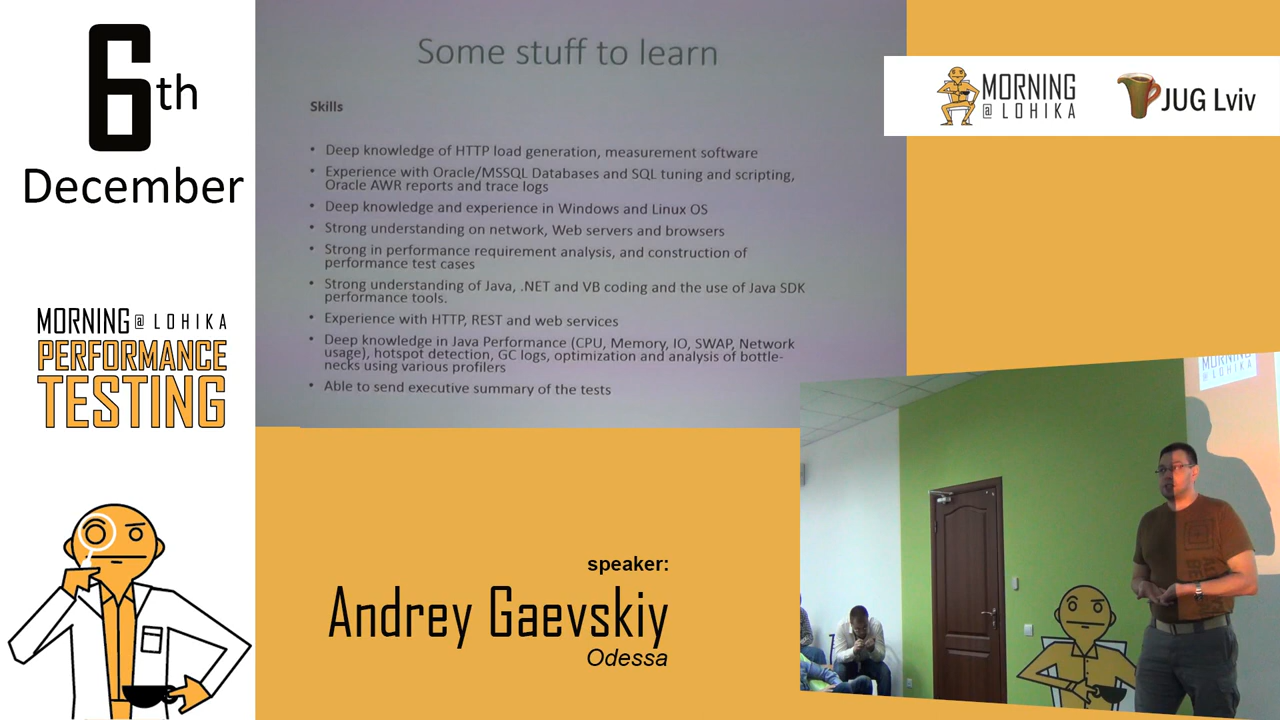 6th
December
MORNING @ LOHIKA
PERFORMANCE
TESTING
Some stuff to learn
Skills
• Deep knowledge of HTTP load generation, measurement software
• Experience with Oracle/MSSQL Databases and SQL tuning and scripting,
Oracle AWR reports and trace logs
• Deep knowledge and experience in Windows and Linux OS
• Strong understanding on network, Web servers and browsers
• Strong in performance requirement analysis, and construction of
performance test cases
• Strong understanding of Java, .NET and VB coding and the use of Java SDK
performance tools.
• Experience with HTTP, REST and web services
• Deep knowledge in Java Performance (CPU, Memory, IO, SWAP, Network
usage), hotspot detection, GC logs, optimization and analysis of bottle-
necks using various profilers
• Able to send executive summary of the tests
MORNING
@ LOHIKA
JUG Lviv
speaker:
Andrey Gaevskiy
Odessa
MORNING
@ LOHIKA